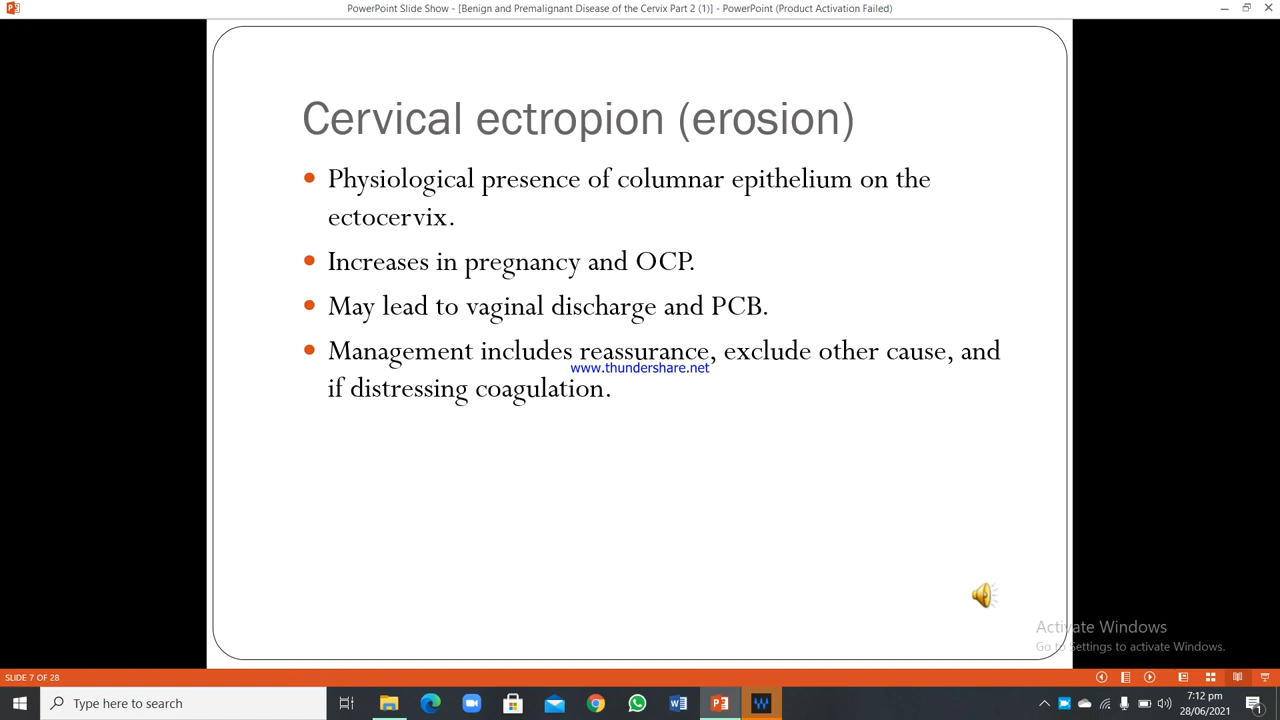 PowerPoint Slide Show - [Benign and Premalignant Disease of the Cervix Part 2 (1)] - PowerPoint (Product Activation Failed)
Cervical ectropion (erosion)
Physiological presence of columnar epithelium on the
ectocervix.
Increases in pregnancy and OCP.
May lead to vaginal discharge and PCB.
Management includes reassurance, exclude other cause, and
www.thundershare.net
if distressing coagulation.
Activate Windows
Go to Settings to activate Windows.
SLIDE 7 OF 28
Type here to search
7:12 pm
28/06/2021
1